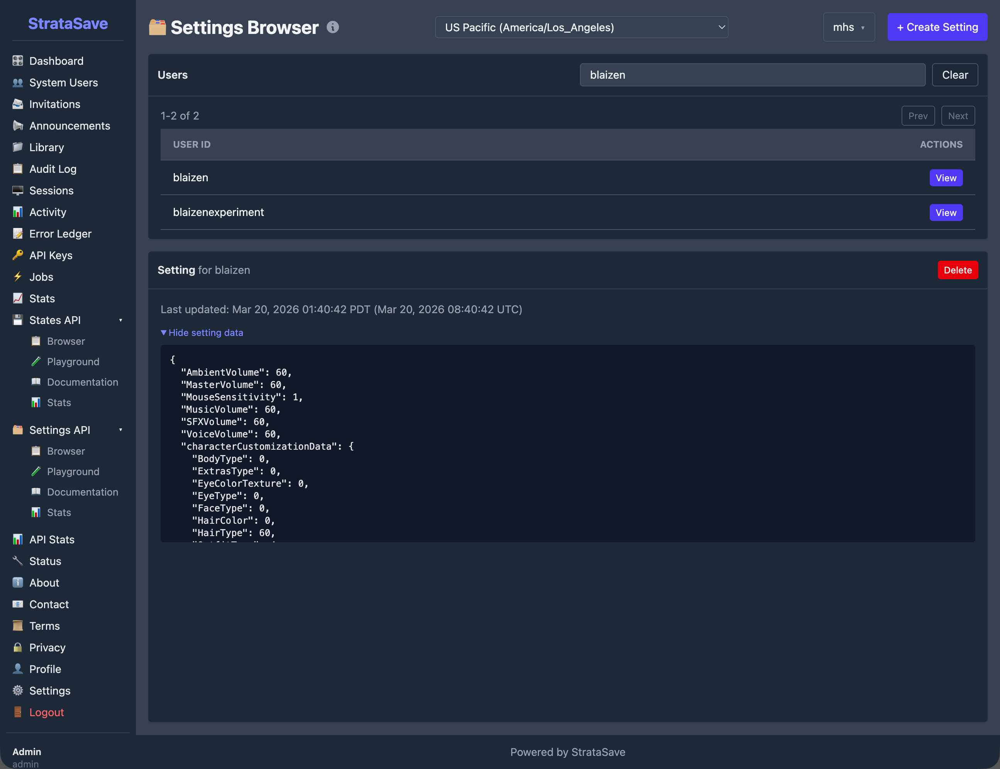 StrataSave
Dashboard
System Users
Invitations
Announcements
Library
Audit Log
Sessions
Activity
Error Ledger
API Keys
Jobs
Stats
States API
Browser
Playground
Documentation
Stats
Settings API
Browser
Playground
Documentation
Stats
API Stats
Status
About
Contact
Terms
Privacy
Profile
Settings
Logout
Admin
admin
Settings Browser
US Pacific (America/Los_Angeles)
mhs
+ Create Setting
Users
blaizen
Clear
1-2 of 2
Prev
Next
USER ID
ACTIONS
blaizen
View
blaizenexperiment
View
Setting for blaizen
Delete
Last updated: Mar 20, 2026 01:40:42 PDT (Mar 20, 2026 08:40:42 UTC)
▼ Hide setting data
{
"AmbientVolume": 60,
"MasterVolume": 60,
"MouseSensitivity": 1,
"MusicVolume": 60,
"SFXVolume": 60,
"VoiceVolume": 60,
"characterCustomizationData": {
"BodyType": 0,
"ExtrasType": 0,
"EyeColorTexture": 0,
"EyeType": 0,
"FaceType": 0,
"HairColor": 0,
"HairType": 60,
Powered by StrataSave